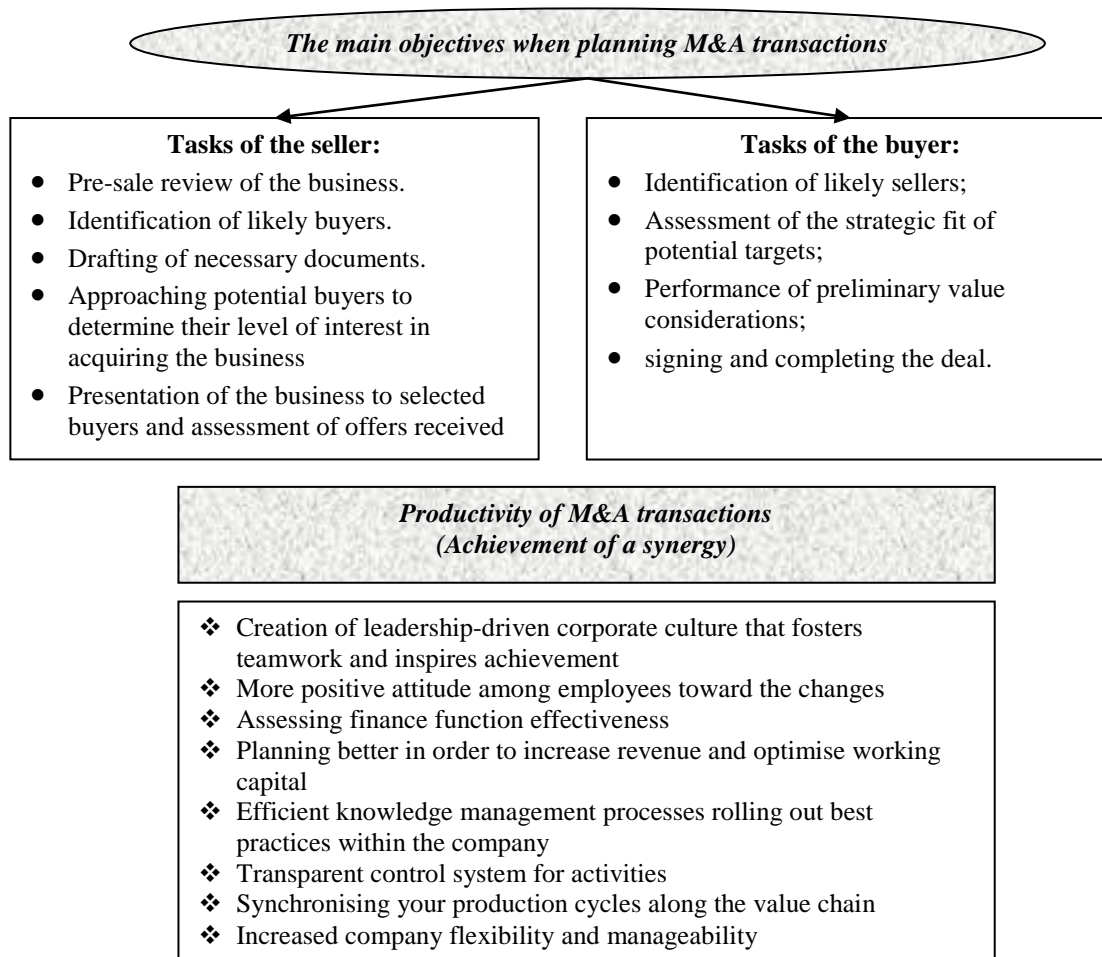 The main objectives when planning M&A transactions
Tasks of the seller:
● Pre-sale review of the business.
● Identification of likely buyers.
● Drafting of necessary documents.
● Approaching potential buyers to
determine their level of interest in
acquiring the business
● Presentation of the business to selected
buyers and assessment of offers received
Tasks of the buyer:
● Identification of likely sellers;
● Assessment of the strategic fit of
potential targets;
● Performance of preliminary value
considerations;
● signing and completing the deal.
Productivity of M&A transactions
(Achievement of a synergy)
❖ Creation of leadership-driven corporate culture that fosters
teamwork and inspires achievement
❖ More positive attitude among employees toward the changes
❖ Assessing finance function effectiveness
❖ Planning better in order to increase revenue and optimise working
capital
❖ Efficient knowledge management processes rolling out best
practices within the company
❖ Transparent control system for activities
❖ Synchronising your production cycles along the value chain
❖ Increased company flexibility and manageability